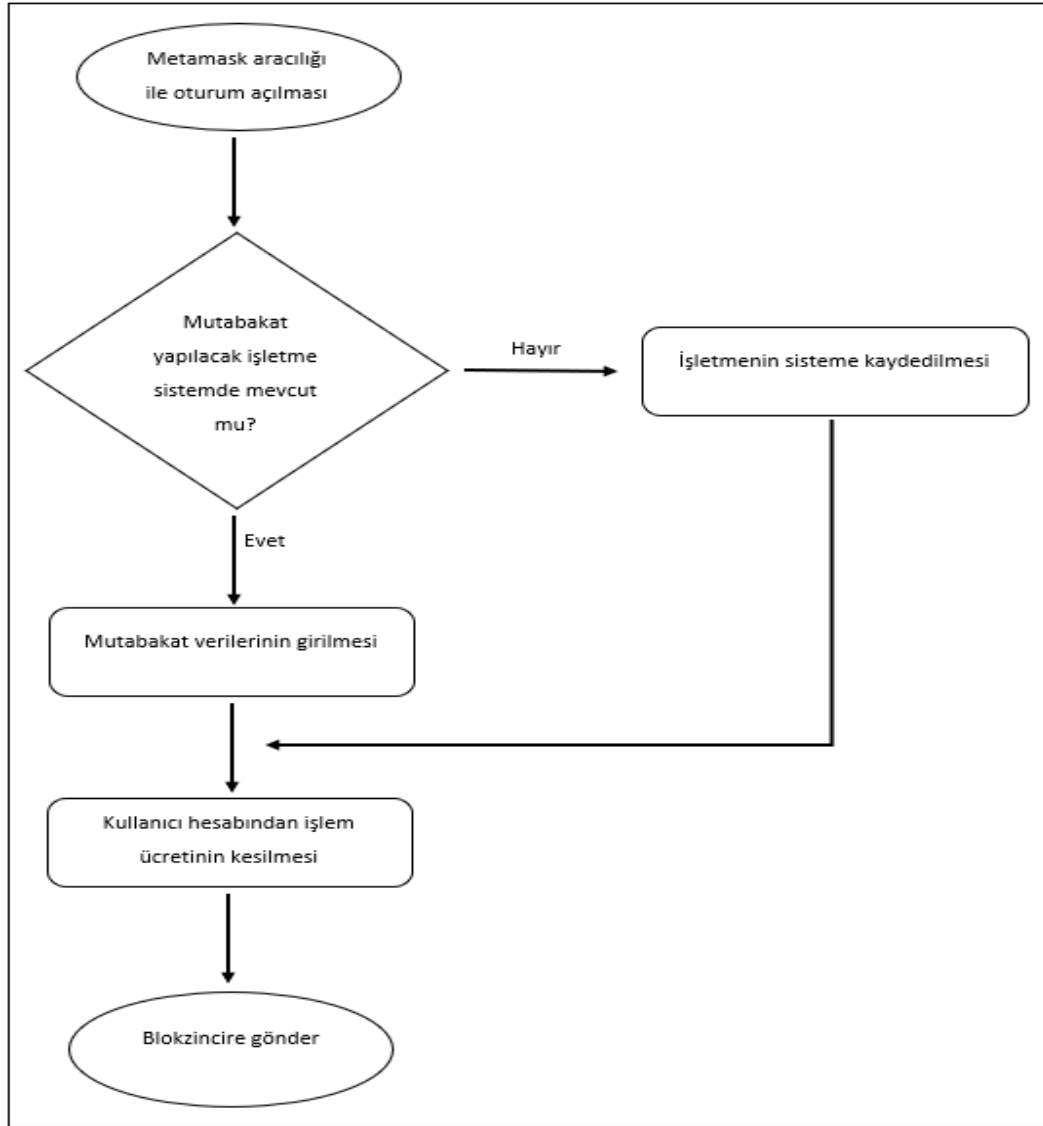 Metamask aracılığı
ile oturum açılması
Mutabakat
yapılacak işletme
sistemde mevcut
mu?
Hayır
İşletmenin sisteme kaydedilmesi
Evet
Mutabakat verilerinin girilmesi
Kullanıcı hesabından işlem
ücretinin kesilmesi
Blokzincire gönder